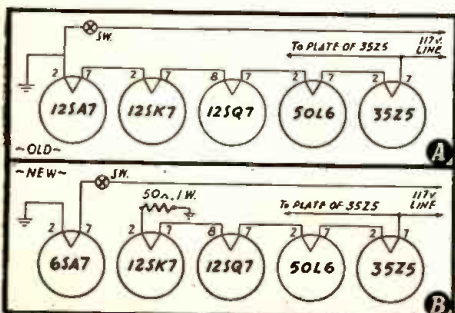 SW.
To PLATE OF 35Z5
117V. LINE
2 7 2 7 8 7 2 7 2 7
12SA7 12SK7 12SQ7 50L6 35Z5
~OLD~ A
~NEW~
SW.
50Ω, 1 W.
To PLATE OF 35Z5
117V. LINE
2 7 2 7 8 7 2 7 2 7
6SA7 12SK7 12SQ7 50L6 35Z5
B